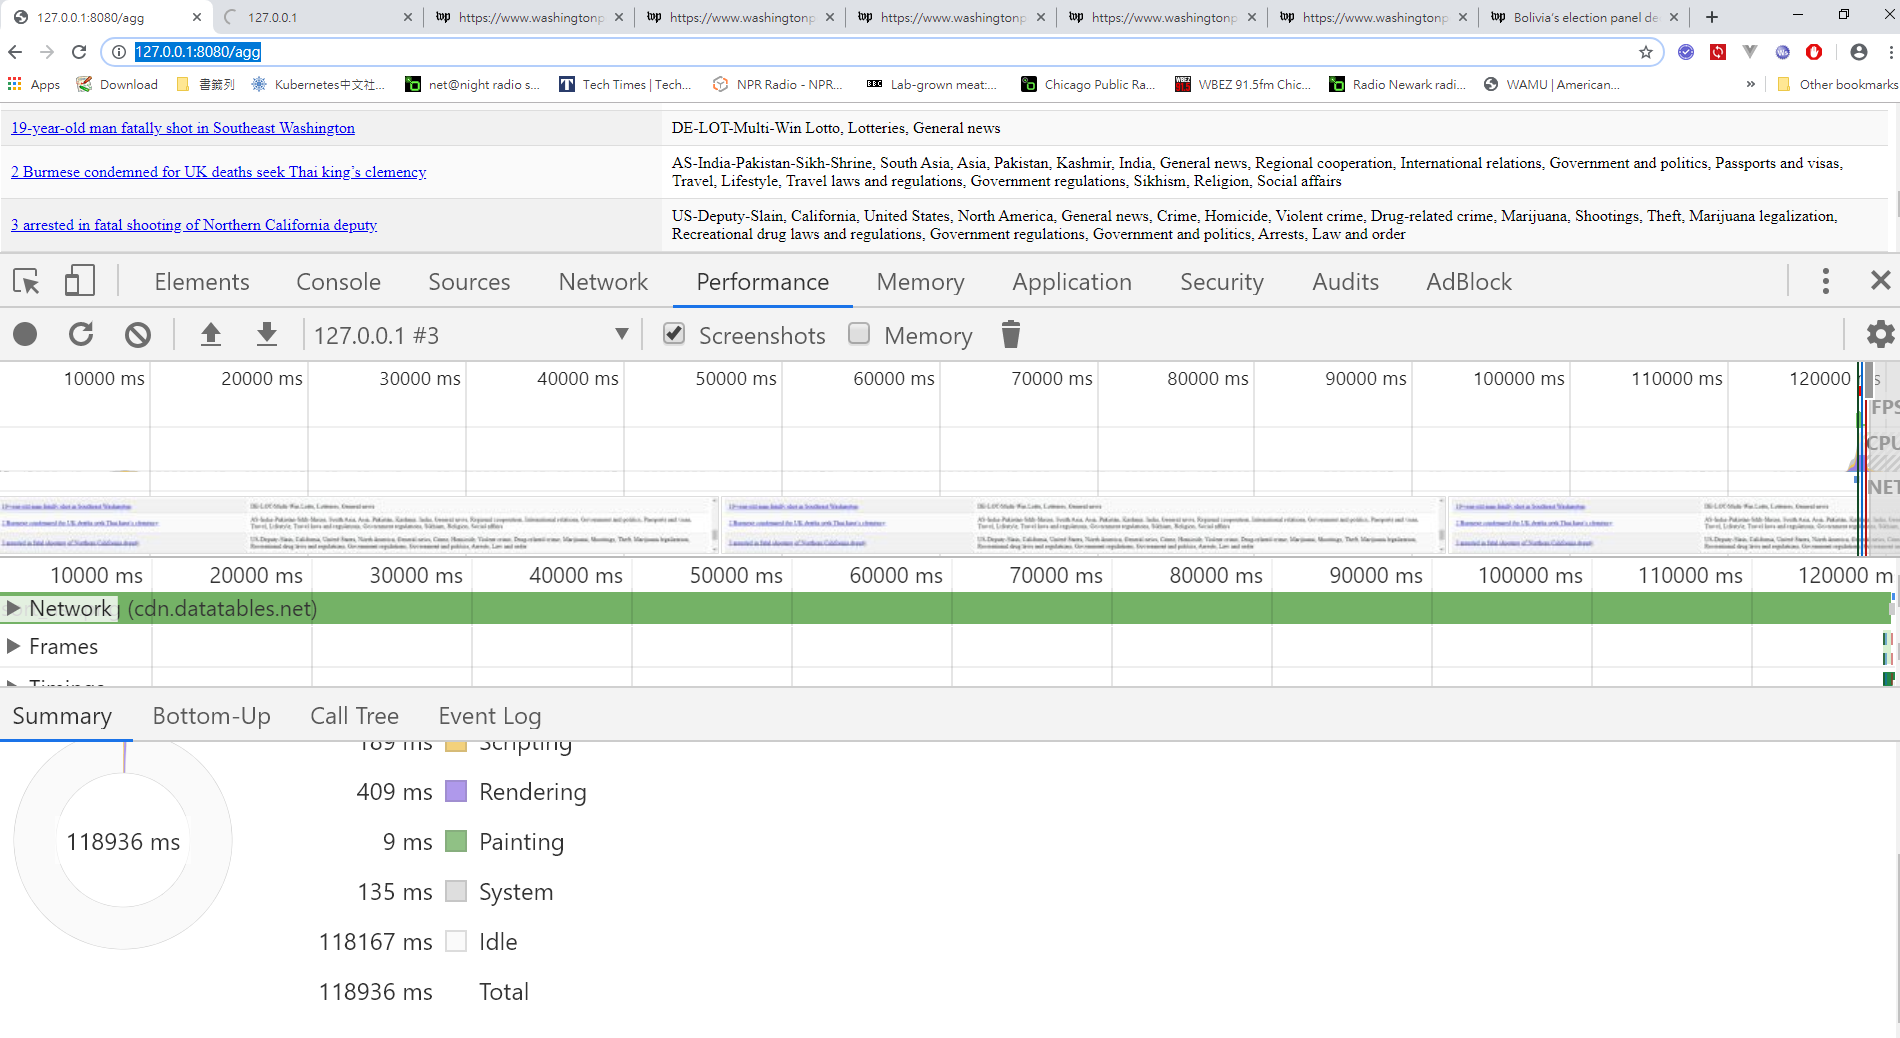 127.0.0.1:8080/agg
127.0.0.1
https://www.washingtonp
https://www.washingtonp
https://www.washingtonp
https://www.washingtonp
https://www.washingtonp
Bolivia's election panel de
127.0.0.1:8080/agg
Apps
Download
書籤列
Kubernetes中文社...
net@night radio s...
Tech Times | Tech...
NPR Radio - NPR...
BBC
Lab-grown meat:...
Chicago Public Ra...
WBEZ 91.5fm Chic...
Radio Newark radi...
WAMU | American...
»
Other bookmarks
19-year-old man fatally shot in Southeast Washington
DE-LOT-Multi-Win Lotto, Lotteries, General news
2 Burmese condemned for UK deaths seek Thai king's clemency
AS-India-Pakistan-Sikh-Shrine, South Asia, Asia, Pakistan, Kashmir, India, General news, Regional cooperation, International relations, Government and politics, Passports and visas,
Travel, Lifestyle, Travel laws and regulations, Government regulations, Sikhism, Religion, Social affairs
3 arrested in fatal shooting of Northern California deputy
US-Deputy-Slain, California, United States, North America, General news, Crime, Homicide, Violent crime, Drug-related crime, Marijuana, Shootings, Theft, Marijuana legalization,
Recreational drug laws and regulations, Government regulations, Government and politics, Arrests, Law and order
Elements Console Sources Network Performance Memory Application Security Audits AdBlock
127.0.0.1 #3
Screenshots
Memory
10000 ms 20000 ms 30000 ms 40000 ms 50000 ms 60000 ms 70000 ms 80000 ms 90000 ms 100000 ms 110000 ms 120000 s
FPS
CPU
NET
10000 ms 20000 ms 30000 ms 40000 ms 50000 ms 60000 ms 70000 ms 80000 ms 90000 ms 100000 ms 110000 ms 120000 m
Network (cdn.datatables.net)
Frames
Timings
Summary Bottom-Up Call Tree Event Log
118936 ms
189 ms Scripting
409 ms Rendering
9 ms Painting
135 ms System
118167 ms Idle
118936 ms Total